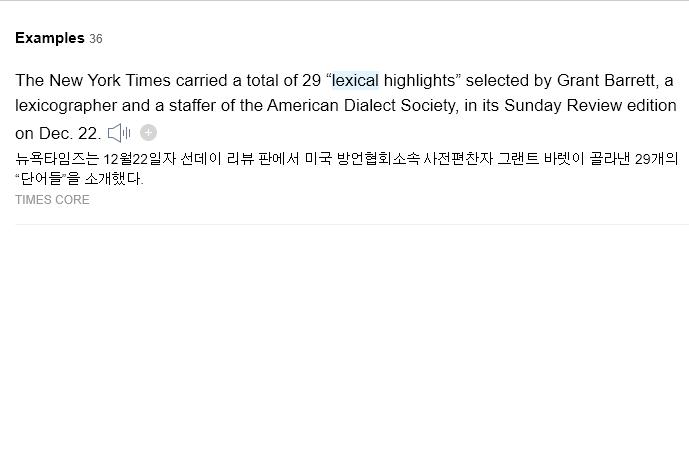 Examples 36
The New York Times carried a total of 29 “lexical highlights” selected by Grant Barrett, a
lexicographer and a staffer of the American Dialect Society, in its Sunday Review edition
on Dec. 22.
뉴욕타임즈는 12월22일자 선데이 리뷰 판에서 미국 방언협회소속 사전편찬자 그랜트 바렛이 골라낸 29개의
“단어들”을 소개했다.
TIMES CORE